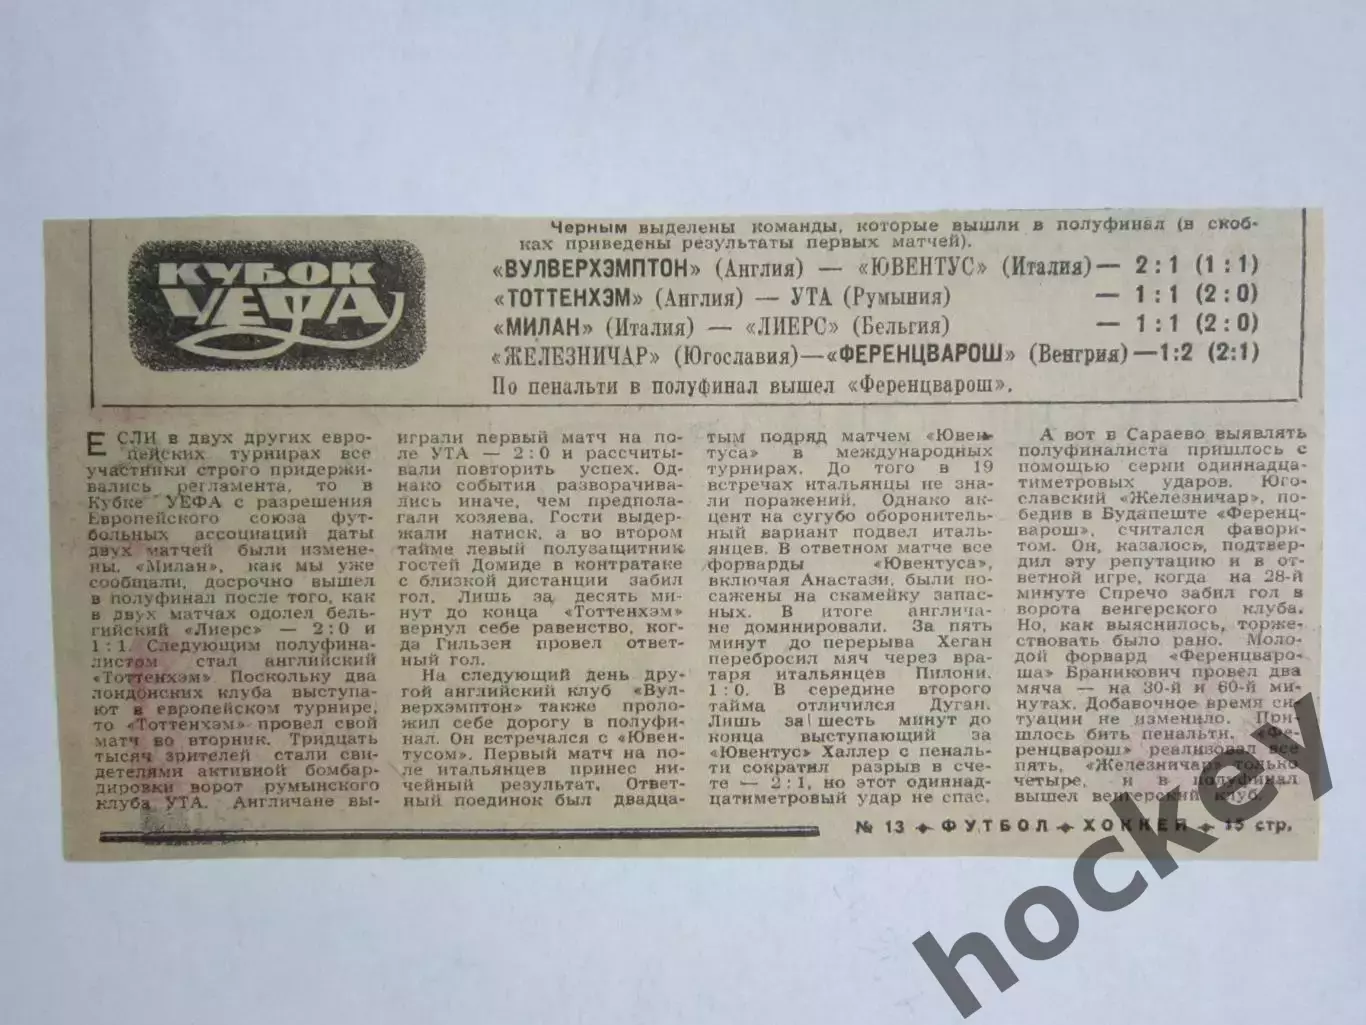 КУБОК
УЕФА
Черным выделены команды, которые вышли в полуфинал (в скоб-
ках приведены результаты первых матчей).
«ВУЛВЕРХЭМПТОН» (Англия) — «ЮВЕНТУС» (Италия) — 2:1 (1:1)
«ТОТТЕНХЭМ» (Англия) — УТА (Румыния) — 1:1 (2:0)
«МИЛАН» (Италия) — «ЛИЕРС» (Бельгия) — 1:1 (2:0)
«ЖЕЛЕЗНИЧАР» (Югославия)—«ФЕРЕНЦВАРОШ» (Венгрия) —1:2 (2:1)
По пенальти в полуфинал вышел «Ференцварош».
ЕСЛИ в двух других евро-
пейских турнирах все
участники строго придержи-
вались регламента, то в
Кубке УЕФА с разрешения
Европейского союза фут-
больных ассоциаций даты
двух матчей были измене-
ны. «Милан», как мы уже
сообщали, досрочно вышел
в полуфинал после того, как
в двух матчах одолел бель-
гийский «Лиерс» — 2:0 и
1:1. Следующим полуфина-
листом стал английский
«Тоттенхэм» Поскольку два
лондонских клуба выступа-
ют в европейском турнире,
то «Тоттенхэм» провел свой
матч во вторник. Тридцать
тысяч зрителей стали сви-
детелями активной бомбар-
дировки ворот румынского
клуба УТА. Англичане вы-
играли первый матч на по-
ле УТА — 2:0 и рассчиты-
вали повторить успех. Од-
нако события разворачива-
лись иначе, чем предпола-
гали хозяева. Гости выдер-
жали натиск, а во втором
тайме левый полузащитник
гостей Домиде в контратаке
с близкой дистанции забил
гол. Лишь за десять ми-
нут до конца «Тоттенхэм»
вернул себе равенство, ког-
да Гильзен провел ответ-
ный гол.
На следующий день дру-
гой английский клуб «Вул-
верхэмптон» также проло-
жил себе дорогу в полуфи-
нал. Он встречался с «Ювен-
тусом». Первый матч на по-
ле итальянцев принес ни-
чейный результат. Ответ-
ный поединок был двадца-
тым подряд матчем «Ювен-
туса» в международных
турнирах. До того в 19
встречах итальянцы не зна-
ли поражений. Однако ак-
цент на сугубо оборонитель-
ный вариант подвел италь-
янцев. В ответном матче все
форварды «Ювентуса»,
включая Анастази, были по-
сажены на скамейку запас-
ных. В итоге англича-
не доминировали. За пять
минут до перерыва Хеган
перебросил мяч через вра-
таря итальянцев Пилони.
1:0. В середине второго
тайма отличился Дуган.
Лишь за шесть минут до
конца выступающий за
«Ювентус» Халлер с пеналь-
ти сократил разрыв в сче-
те — 2:1, но этот одиннад-
цатиметровый удар не спас.
А вот в Сараево выявлять
полуфиналиста пришлось с
помощью серии одиннадца-
тиметровых ударов. Юго-
славский «Железничар», по-
бедив в Будапеште «Ференц-
варош», считался фавори-
том. Он, казалось, подтвер-
дил эту репутацию и в от-
ветной игре, когда на 28-й
минуте Спречо забил гол в
ворота венгерского клуба.
Но, как выяснилось, торже-
ствовать было рано. Моло-
дой форвард «Ференцваро-
ша» Браникович провел два
мяча — на 30-й и 60-й ми-
нутах. Добавочное время си-
туации не изменило. При-
шлось бить пенальти. «Фе-
ренцварош» реализовал все
пять, «Железничар» только
четыре, и в полуфинал
вышел венгерский клуб.
№ 13 ФУТБОЛ ХОККЕЙ 15 стр.
hockey